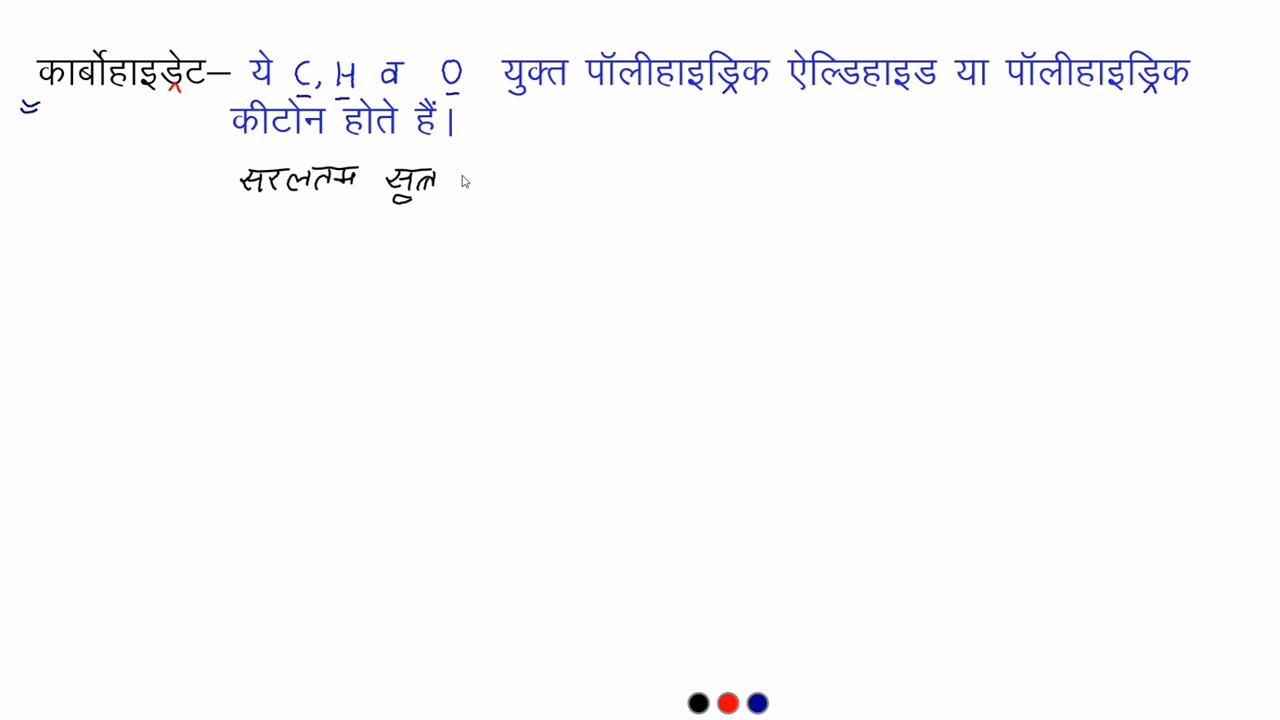 कार्बोहाइड्रेट– ये C, H व O युक्त पॉलीहाइड्रिक ऐल्डिहाइड या पॉलीहाइड्रिक
कीटोन होते हैं।
सरलतम सूत्र